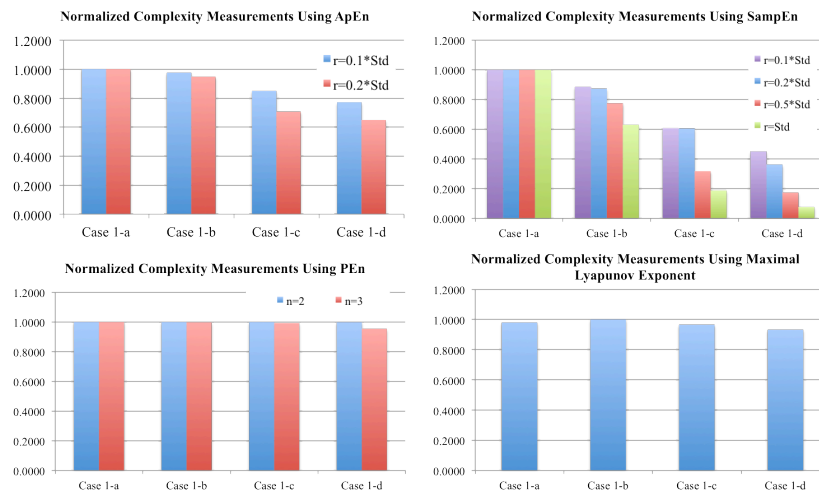 Normalized Complexity Measurements Using ApEn
1.2000
1.0000
0.8000
0.6000
0.4000
0.2000
0.0000
r=0.1*Std
r=0.2*Std
Case 1-a Case 1-b Case 1-c Case 1-d
Normalized Complexity Measurements Using SampEn
1.2000
1.0000
0.8000
0.6000
0.4000
0.2000
0.0000
r=0.1*Std
r=0.2*Std
r=0.5*Std
r=Std
Case 1-a Case 1-b Case 1-c Case 1-d
Normalized Complexity Measurements Using PEn
1.2000
1.0000
0.8000
0.6000
0.4000
0.2000
0.0000
n=2 n=3
Case 1-a Case 1-b Case 1-c Case 1-d
Normalized Complexity Measurements Using Maximal
Lyapunov Exponent
1.2000
1.0000
0.8000
0.6000
0.4000
0.2000
0.0000
Case 1-a Case 1-b Case 1-c Case 1-d